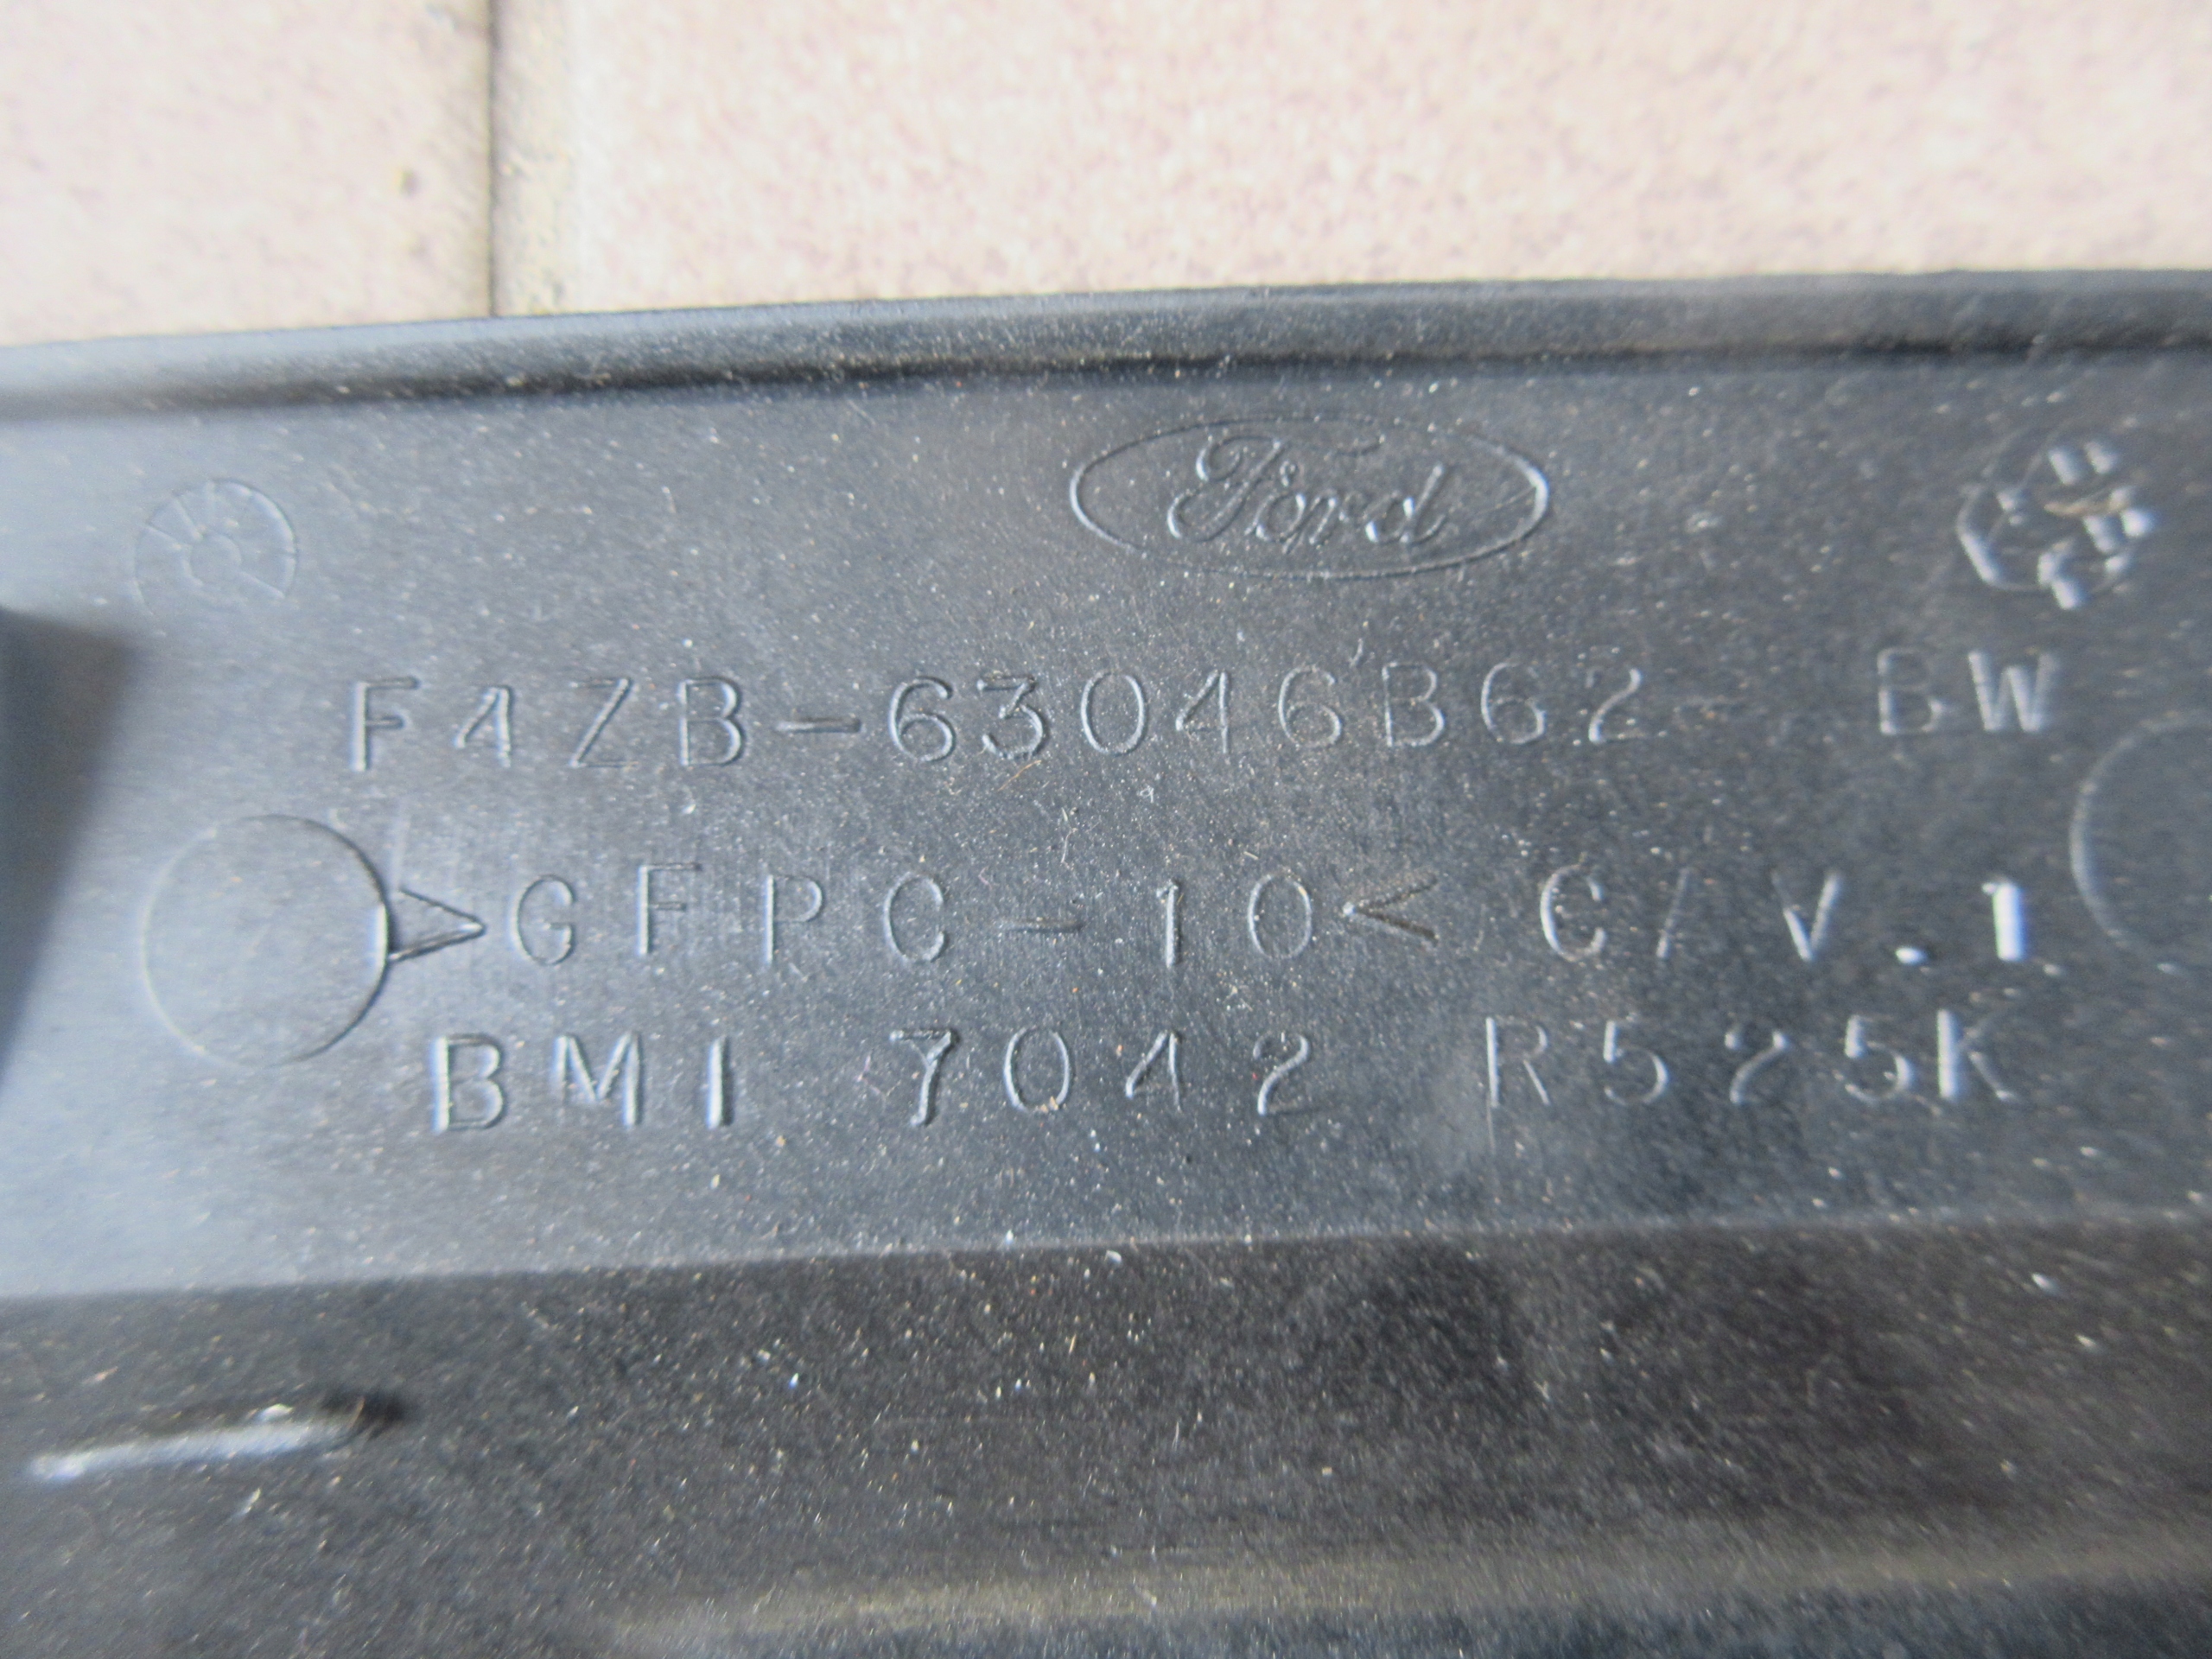 Ford
F4ZB-63046B62 BW
>GFPC-10< C/V.1
BMI 7042 R525K